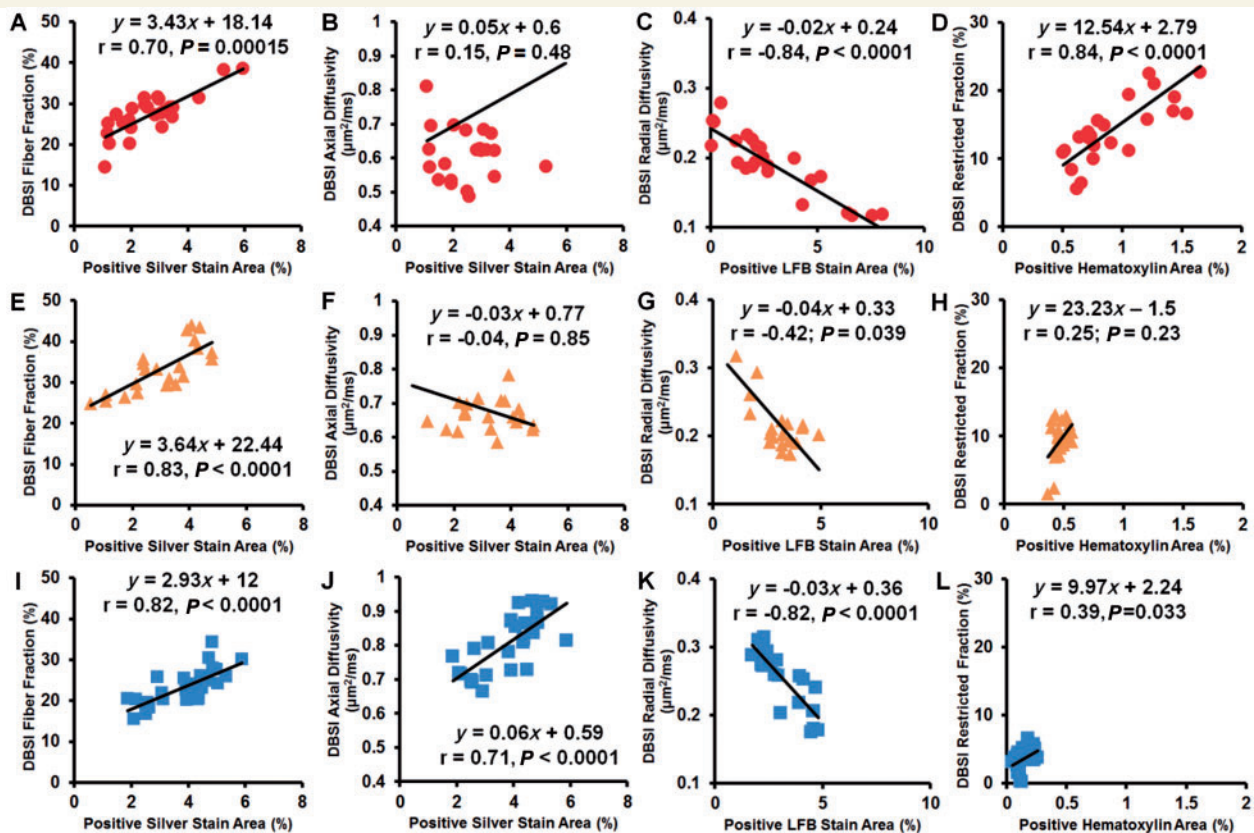 A
y = 3.43x + 18.14
r = 0.70, P = 0.00015
DBSI Fiber Fraction (%)
50
40
30
20
10
0
0 2 4 6 8
Positive Silver Stain Area (%)
B
y = 0.05x + 0.6
r = 0.15, P = 0.48
DBSI Axial Diffusivity
(µm²/ms)
1
0.9
0.8
0.7
0.6
0.5
0.4
0 2 4 6 8
Positive Silver Stain Area (%)
C
y = -0.02x + 0.24
r = -0.84, P < 0.0001
DBSI Radial Diffusivity
(µm²/ms)
0.4
0.3
0.2
0.1
0 5 10
Positive LFB Stain Area (%)
D
y = 12.54x + 2.79
r = 0.84, P < 0.0001
DBSI Restricted Fractoin (%)
30
20
10
0
0 0.5 1 1.5 2
Positive Hematoxylin Area (%)
E
y = 3.64x + 22.44
r = 0.83, P < 0.0001
DBSI Fiber Fraction (%)
50
40
30
20
10
0
0 2 4 6 8
Positive Silver Stain Area (%)
F
y = -0.03x + 0.77
r = -0.04, P = 0.85
DBSI Axial Diffusivity
(µm²/ms)
1
0.9
0.8
0.7
0.6
0.5
0.4
0 2 4 6 8
Positive Silver Stain Area (%)
G
y = -0.04x + 0.33
r = -0.42; P = 0.039
DBSI Radial Diffusivity
(µm²/ms)
0.4
0.3
0.2
0.1
0 5 10
Positive LFB Stain Area (%)
H
y = 23.23x – 1.5
r = 0.25; P = 0.23
DBSI Restricted Fraction (%)
30
20
10
0
0 0.5 1 1.5 2
Positive Hematoxylin Area (%)
I
y = 2.93x + 12
r = 0.82, P < 0.0001
DBSI Fiber Fraction (%)
50
40
30
20
10
0
0 2 4 6 8
Positive Silver Stain Area (%)
J
y = 0.06x + 0.59
r = 0.71, P < 0.0001
DBSI Axial Diffusivity
(µm²/ms)
1
0.9
0.8
0.7
0.6
0.5
0.4
0 2 4 6 8
Positive Silver Stain Area (%)
K
y = -0.03x + 0.36
r = -0.82, P < 0.0001
DBSI Radial Diffusivity
(µm²/ms)
0.4
0.3
0.2
0.1
0 5 10
Positive LFB Stain Area (%)
L
y = 9.97x + 2.24
r = 0.39, P=0.033
DBSI Restricted Fraction (%)
30
20
10
0
0 0.5 1 1.5 2
Positive Hematoxylin Area (%)